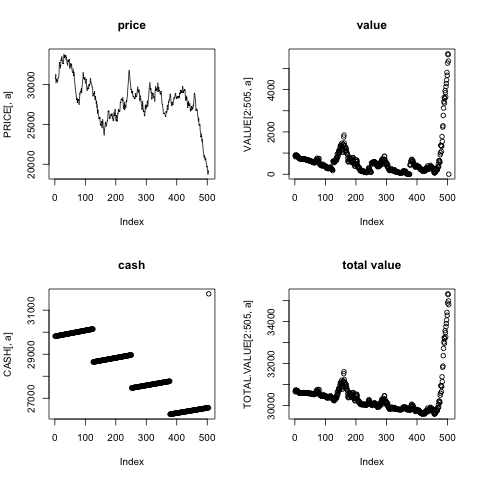 price
PRICE[, a]
20000 25000 30000
0 100 200 300 400 500
Index
value
VALUE[2:505, a]
0 2000 4000
0 100 200 300 400 500
Index
cash
CASH[, a]
27000 29000 31000
0 100 200 300 400 500
Index
total value
TOTAL.VALUE[2:505, a]
30000 32000 34000
0 100 200 300 400 500
Index